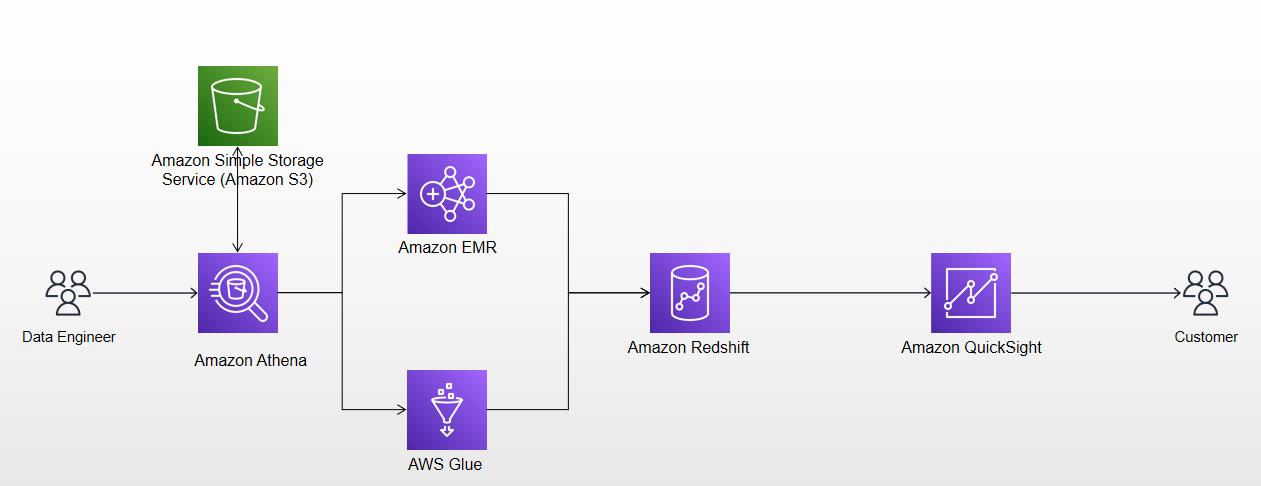 Amazon Simple Storage
Service (Amazon S3)
Amazon EMR
Data Engineer
Amazon Athena
Amazon Redshift
Amazon QuickSight
Customer
AWS Glue